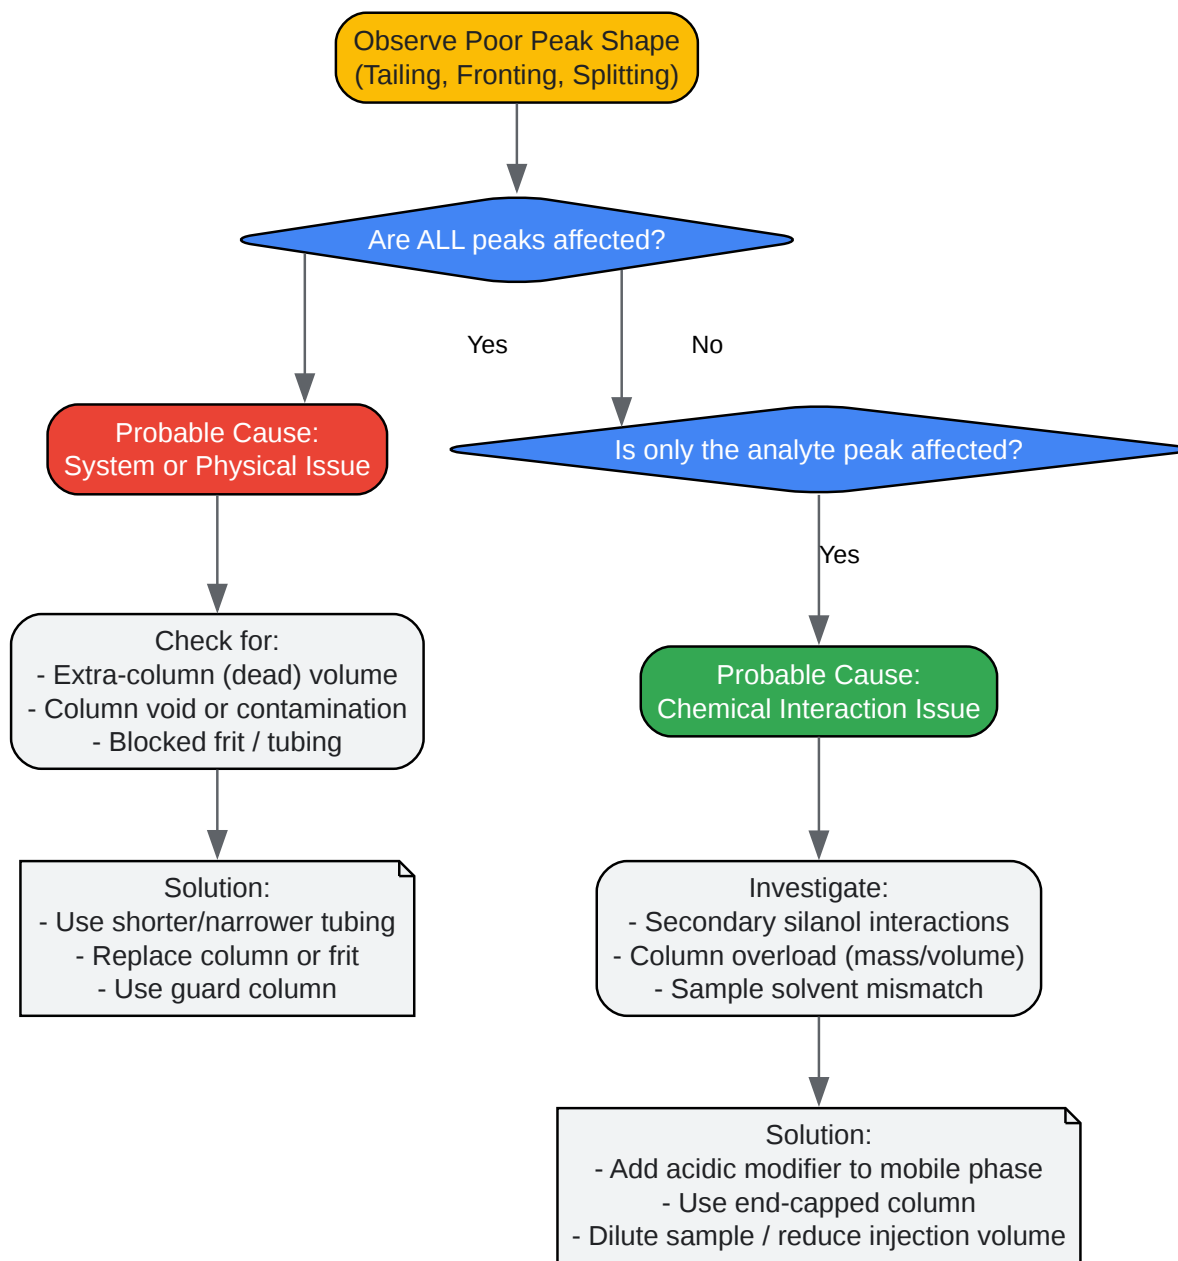 Observe Poor Peak Shape
(Tailing, Fronting, Splitting)
Are ALL peaks affected?
Yes
No
Probable Cause:
System or Physical Issue
Is only the analyte peak affected?
Yes
Check for:
- Extra-column (dead) volume
- Column void or contamination
- Blocked frit / tubing
Probable Cause:
Chemical Interaction Issue
Solution:
- Use shorter/narrower tubing
- Replace column or frit
- Use guard column
Investigate:
- Secondary silanol interactions
- Column overload (mass/volume)
- Sample solvent mismatch
Solution:
- Add acidic modifier to mobile phase
- Use end-capped column
- Dilute sample / reduce injection volume